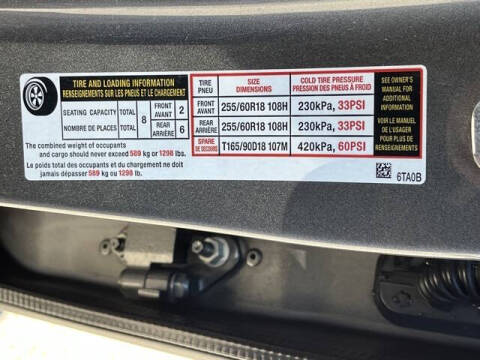 TIRE AND LOADING INFORMATION
RENSEIGNEMENTS SUR LES PNEUS ET LE CHARGEMENT
SEATING CAPACITY TOTAL
NOMBRE DE PLACES TOTAL
8
FRONT
AVANT
2
REAR
ARRIÈRE
6
The combined weight of occupants
and cargo should never exceed 589 kg or 1298 lbs.
Le poids total des occupants et du chargement ne doit
jamais dépasser 589 kg ou 1298 lb.
TIRE
PNEU
SIZE
DIMENSIONS
COLD TIRE PRESSURE
PRESSION DES PNEUS À FROID
FRONT
AVANT
255/60R18 108H
230kPa, 33PSI
REAR
ARRIÈRE
255/60R18 108H
230kPa, 33PSI
SPARE
DE SECOURS
T165/90D18 107M
420kPa, 60PSI
SEE OWNER'S
MANUAL FOR
ADDITIONAL
INFORMATION
VOIR LE MANUEL
DE L'USAGER
POUR PLUS DE
RENSEIGNEMENTS
6TA0B